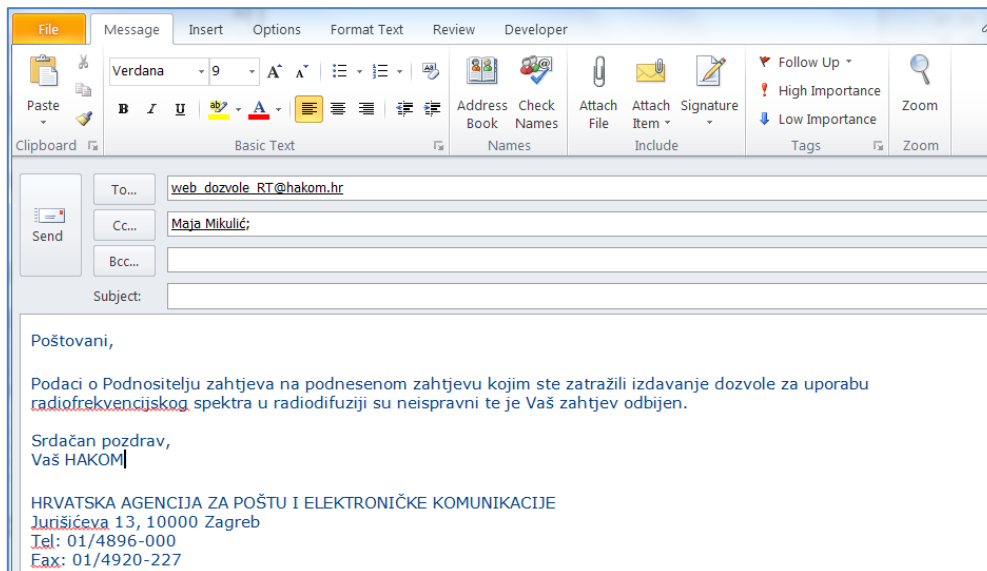 File Message Insert Options Format Text Review Developer
Verdana 9 A A
Follow Up
Paste
B I U ab A
Address Book
Check Names
Attach File
Attach Item
Signature
High Importance
Low Importance
Zoom
Clipboard Basic Text Names Include Tags Zoom
To... web_dozvole_RT@hakom.hr
Send
Cc... Maja Mikulić;
Bcc...
Subject:
Poštovani,
Podaci o Podnositelju zahtjeva na podnesenom zahtjevu kojim ste zatražili izdavanje dozvole za uporabu
radiofrekvencijskog spektra u radiodifuziji su neispravni te je Vaš zahtjev odbijen.
Srdačan pozdrav,
Vaš HAKOM
HRVATSKA AGENCIJA ZA POŠTU I ELEKTRONIČKE KOMUNIKACIJE
Jurišićeva 13, 10000 Zagreb
Tel: 01/4896-000
Fax: 01/4920-227